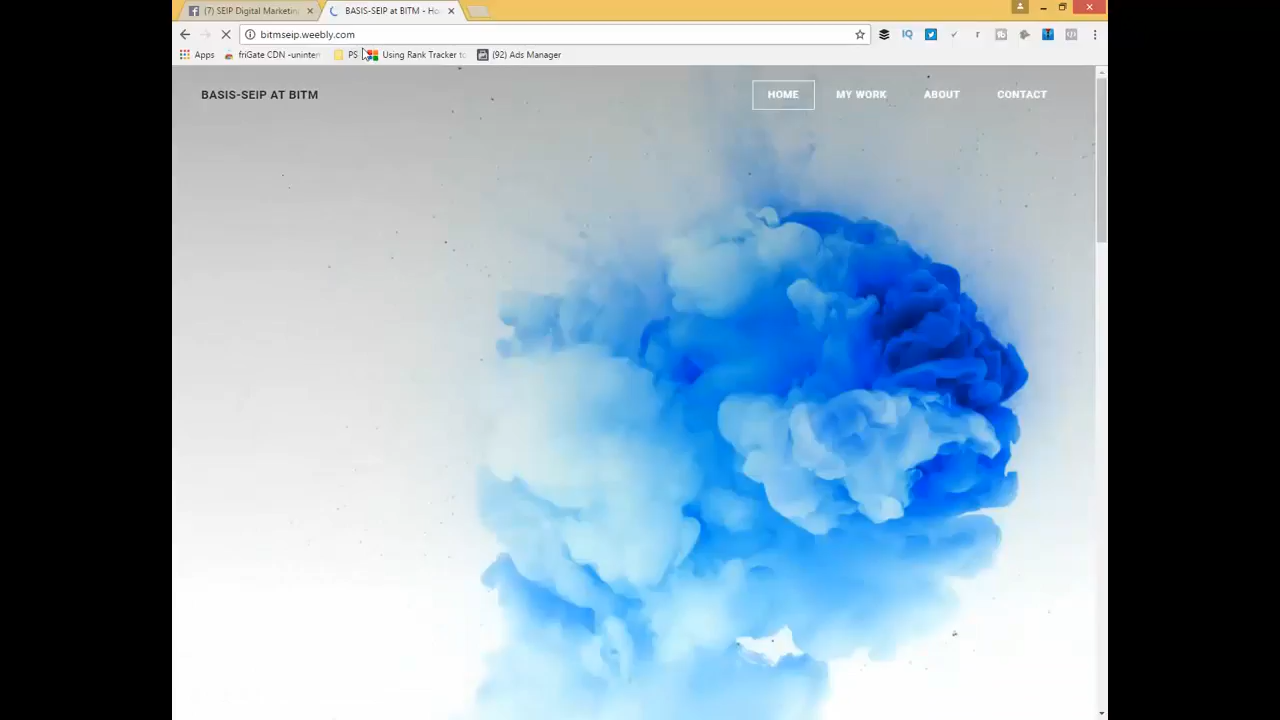 (7) SEIP Digital Marketing
BASIS-SEIP at BITM - Ho
bitmseip.weebly.com
Apps
friGate CDN -uninten
PS
Using Rank Tracker to
(92) Ads Manager
BASIS-SEIP AT BITM
HOME
MY WORK
ABOUT
CONTACT